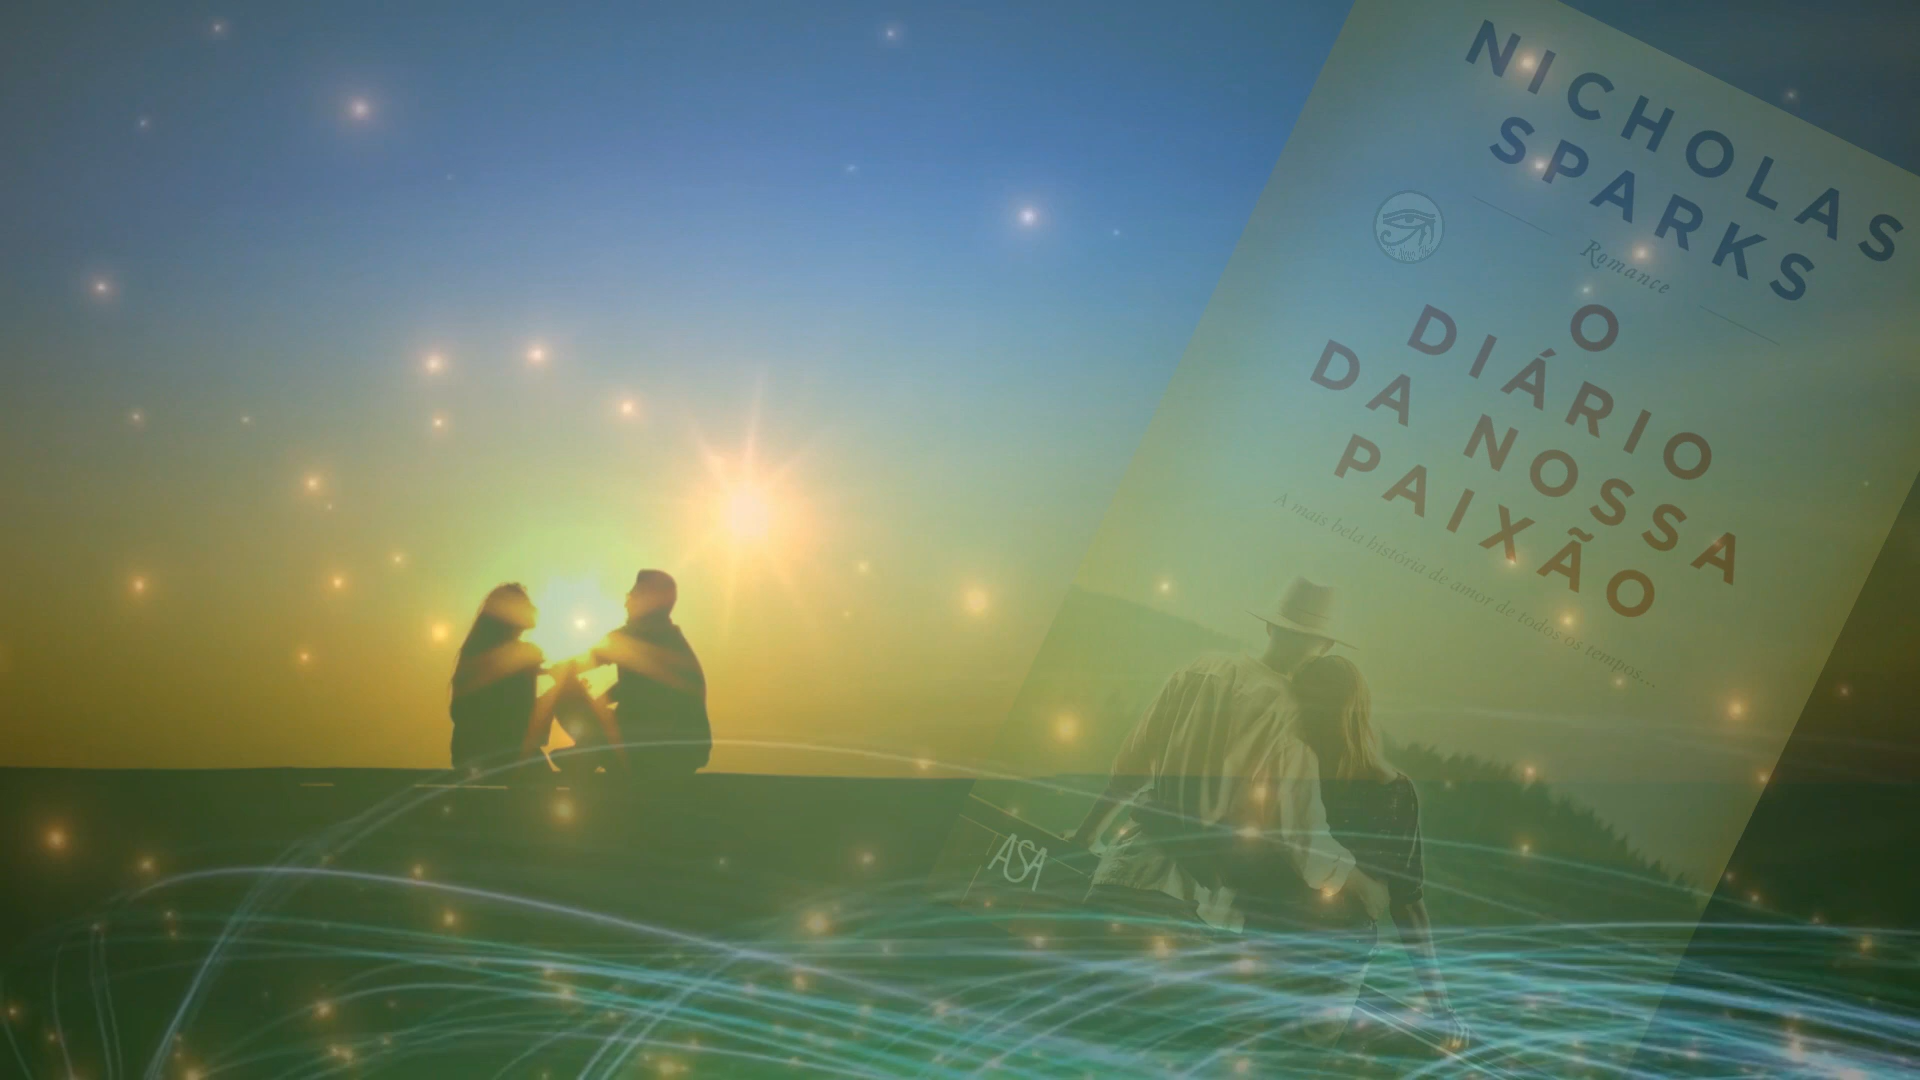 NICHOLAS
SPARKS
Romance
O
DIÁRIO
DA NOSSA
PAIXÃO
A mais bela história de amor de todos os tempos...
ASA